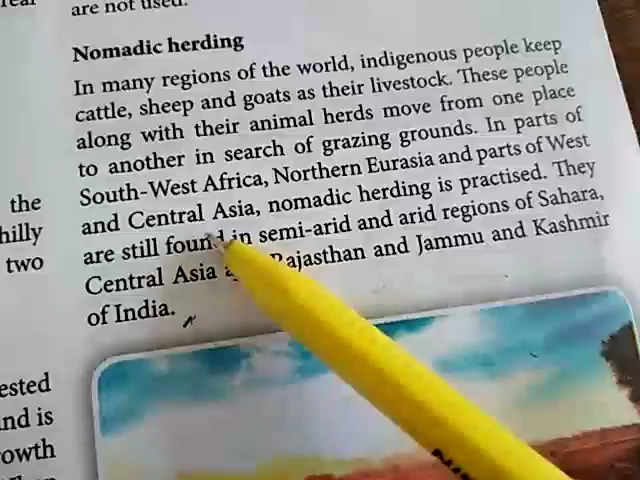 are not used.
Nomadic herding
In many regions of the world, indigenous people keep
cattle, sheep and goats as their livestock. These people
along with their animal herds move from one place
to another in search of grazing grounds. In parts of
South-West Africa, Northern Eurasia and parts of West
and Central Asia, nomadic herding is practised. They
are still found in semi-arid and arid regions of Sahara,
Central Asia Rajasthan and Jammu and Kashmir
of India.
the
hilly
two
ested
nd is
owth